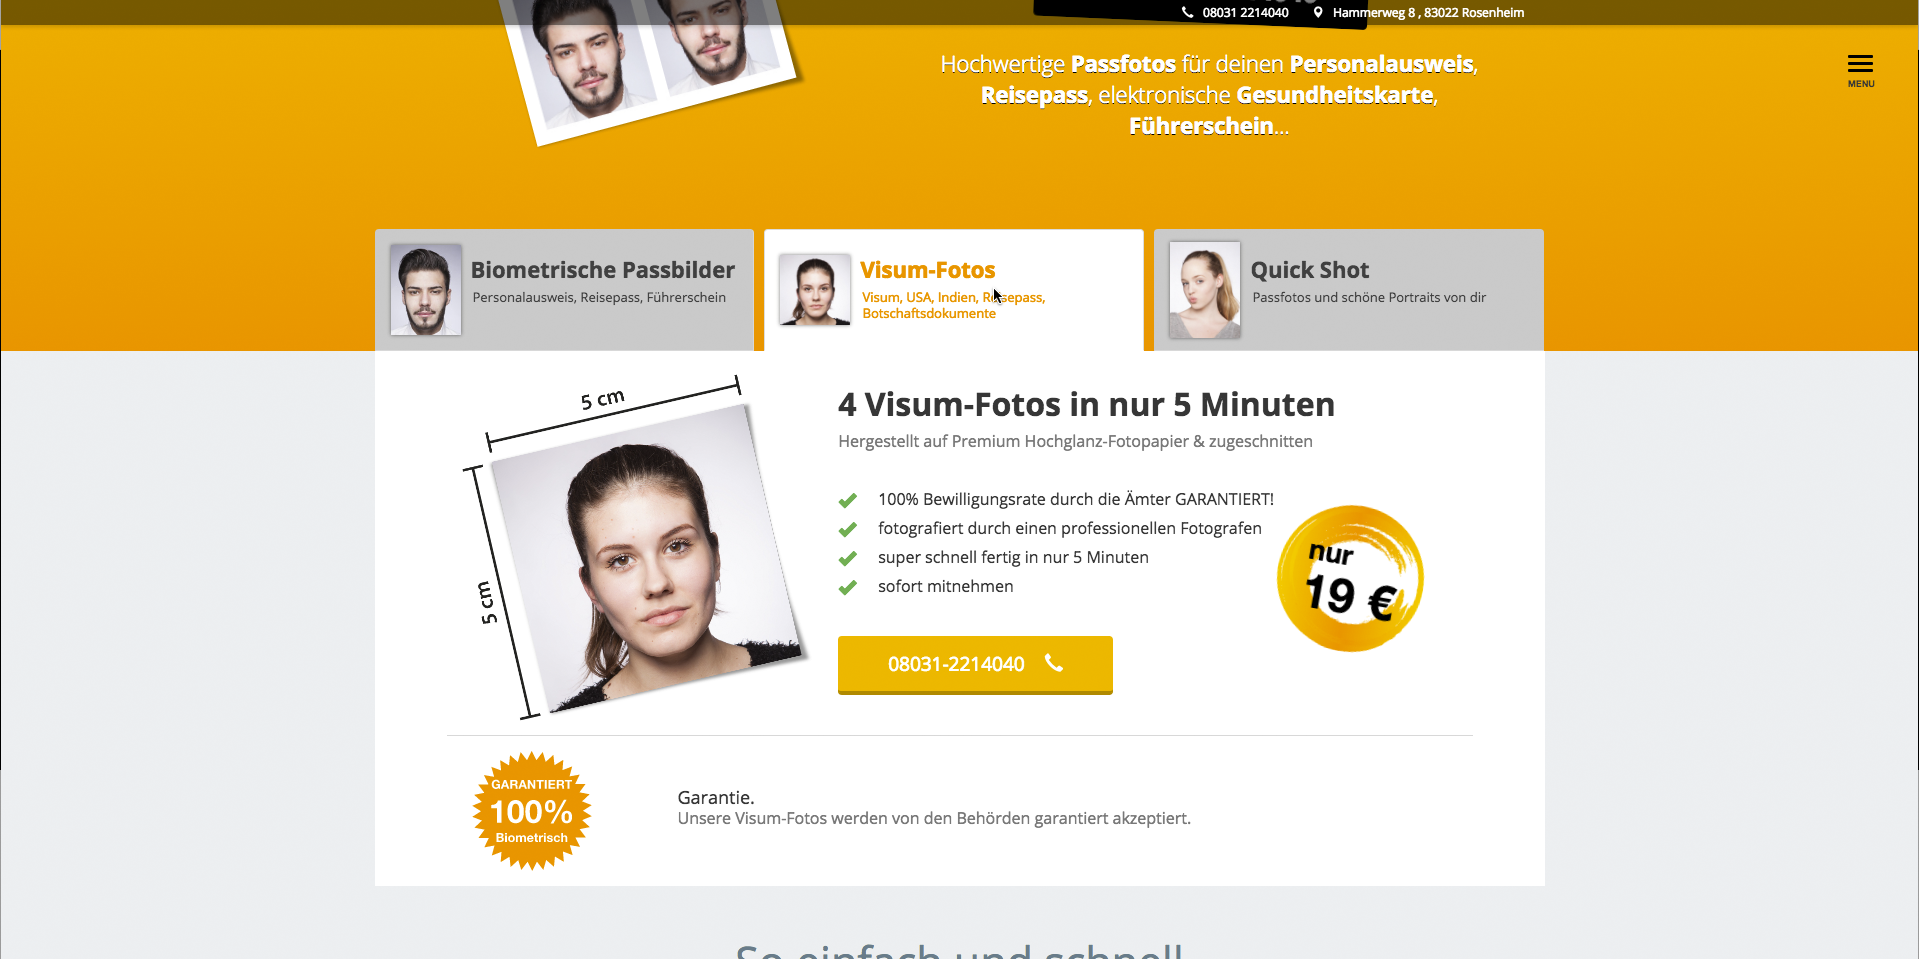 08031 2214040
Hammerweg 8 , 83022 Rosenheim
MENU
Hochwertige Passfotos für deinen Personalausweis,
Reisepass, elektronische Gesundheitskarte,
Führerschein...
Biometrische Passbilder
Personalausweis, Reisepass, Führerschein
Visum-Fotos
Visum, USA, Indien, Reisepass,
Botschaftsdokumente
Quick Shot
Passfotos und schöne Portraits von dir
5 cm
5 cm
4 Visum-Fotos in nur 5 Minuten
Hergestellt auf Premium Hochglanz-Fotopapier & zugeschnitten
100% Bewilligungsrate durch die Ämter GARANTIERT!
fotografiert durch einen professionellen Fotografen
super schnell fertig in nur 5 Minuten
sofort mitnehmen
nur
19 €
08031-2214040
GARANTIERT
100%
Biometrisch
Garantie.
Unsere Visum-Fotos werden von den Behörden garantiert akzeptiert.
So einfach und schnell